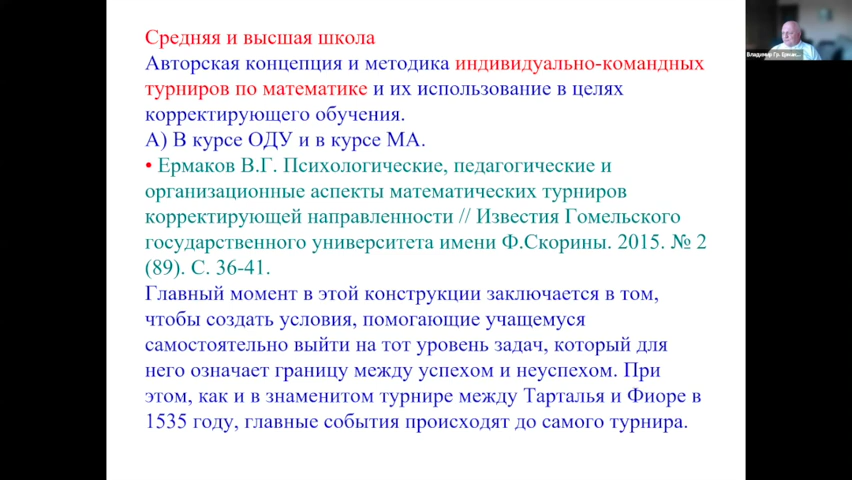 Средняя и высшая школа
Авторская концепция и методика индивидуально-командных
турниров по математике и их использование в целях
корректирующего обучения.
А) В курсе ОДУ и в курсе МА.
• Ермаков В.Г. Психологические, педагогические и
организационные аспекты математических турниров
корректирующей направленности // Известия Гомельского
государственного университета имени Ф.Скорины. 2015. № 2
(89). С. 36-41.
Главный момент в этой конструкции заключается в том,
чтобы создать условия, помогающие учащемуся
самостоятельно выйти на тот уровень задач, который для
него означает границу между успехом и неуспехом. При
этом, как и в знаменитом турнире между Тарталья и Фиоре в
1535 году, главные события происходят до самого турнира.
Владимир Гр.